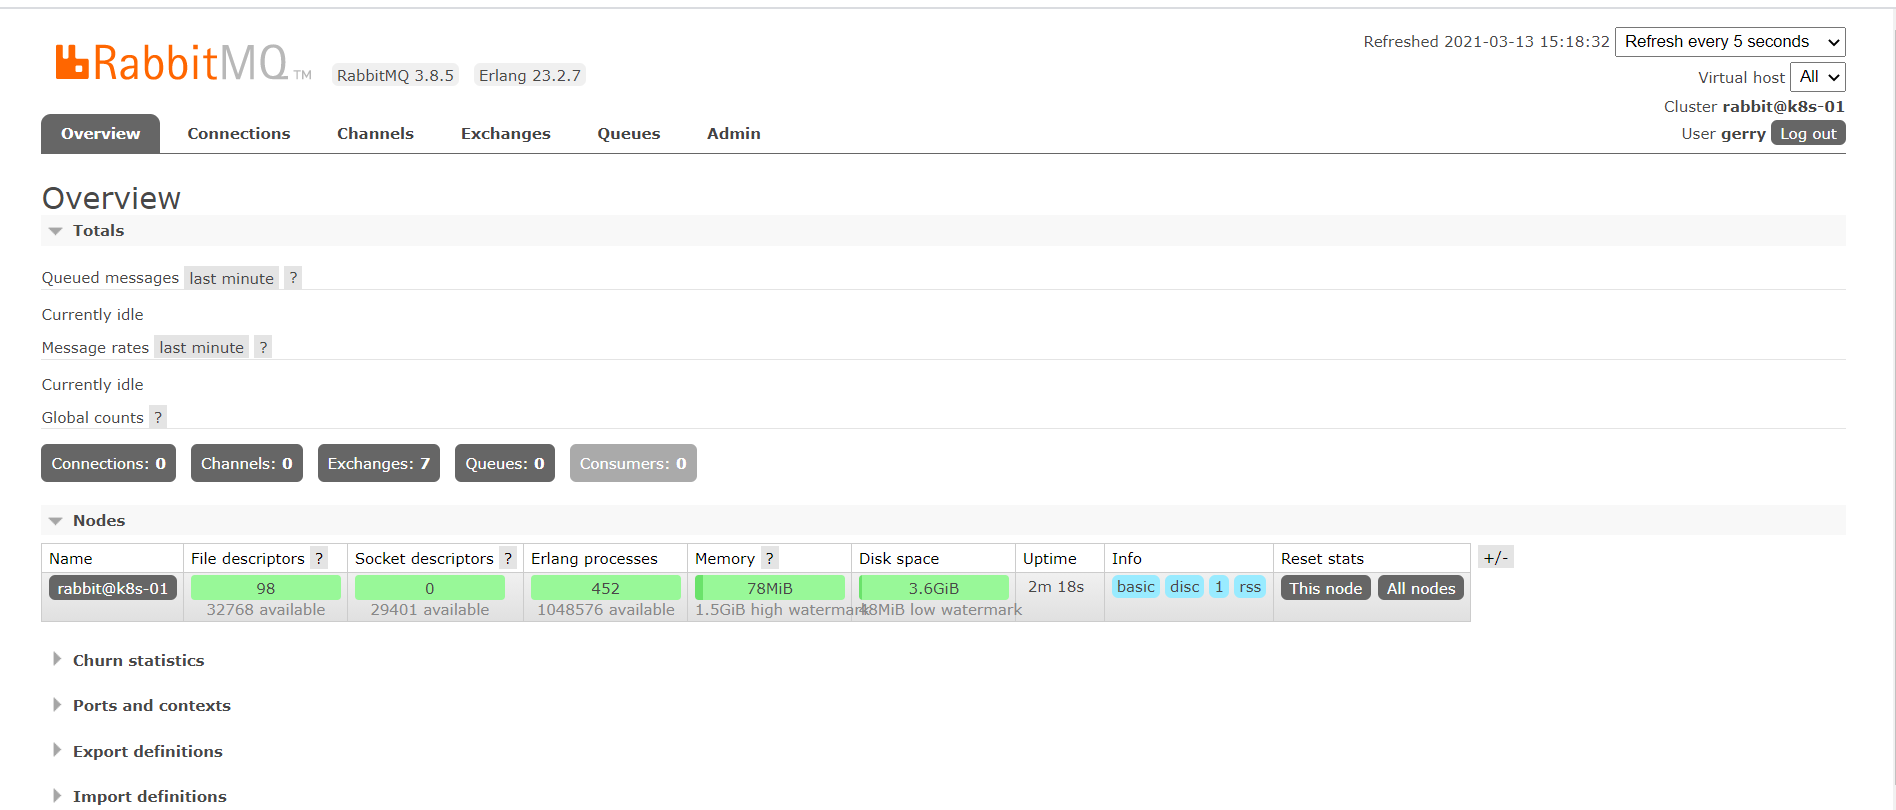 RabbitMQ TM RabbitMQ 3.8.5 Erlang 23.2.7
Refreshed 2021-03-13 15:18:32 Refresh every 5 seconds
Virtual host All
Cluster rabbit@k8s-01
User gerry Log out
Overview Connections Channels Exchanges Queues Admin
Overview
Totals
Queued messages last minute ?
Currently idle
Message rates last minute ?
Currently idle
Global counts ?
Connections: 0 Channels: 0 Exchanges: 7 Queues: 0 Consumers: 0
Nodes
Name File descriptors ? Socket descriptors ? Erlang processes Memory ? Disk space Uptime Info Reset stats +/-
rabbit@k8s-01 98 0 452 78MiB 3.6GiB 2m 18s basic disc 1 rss This node All nodes
32768 available 29401 available 1048576 available 1.5GiB high watermark 48MiB low watermark
Churn statistics
Ports and contexts
Export definitions
Import definitions